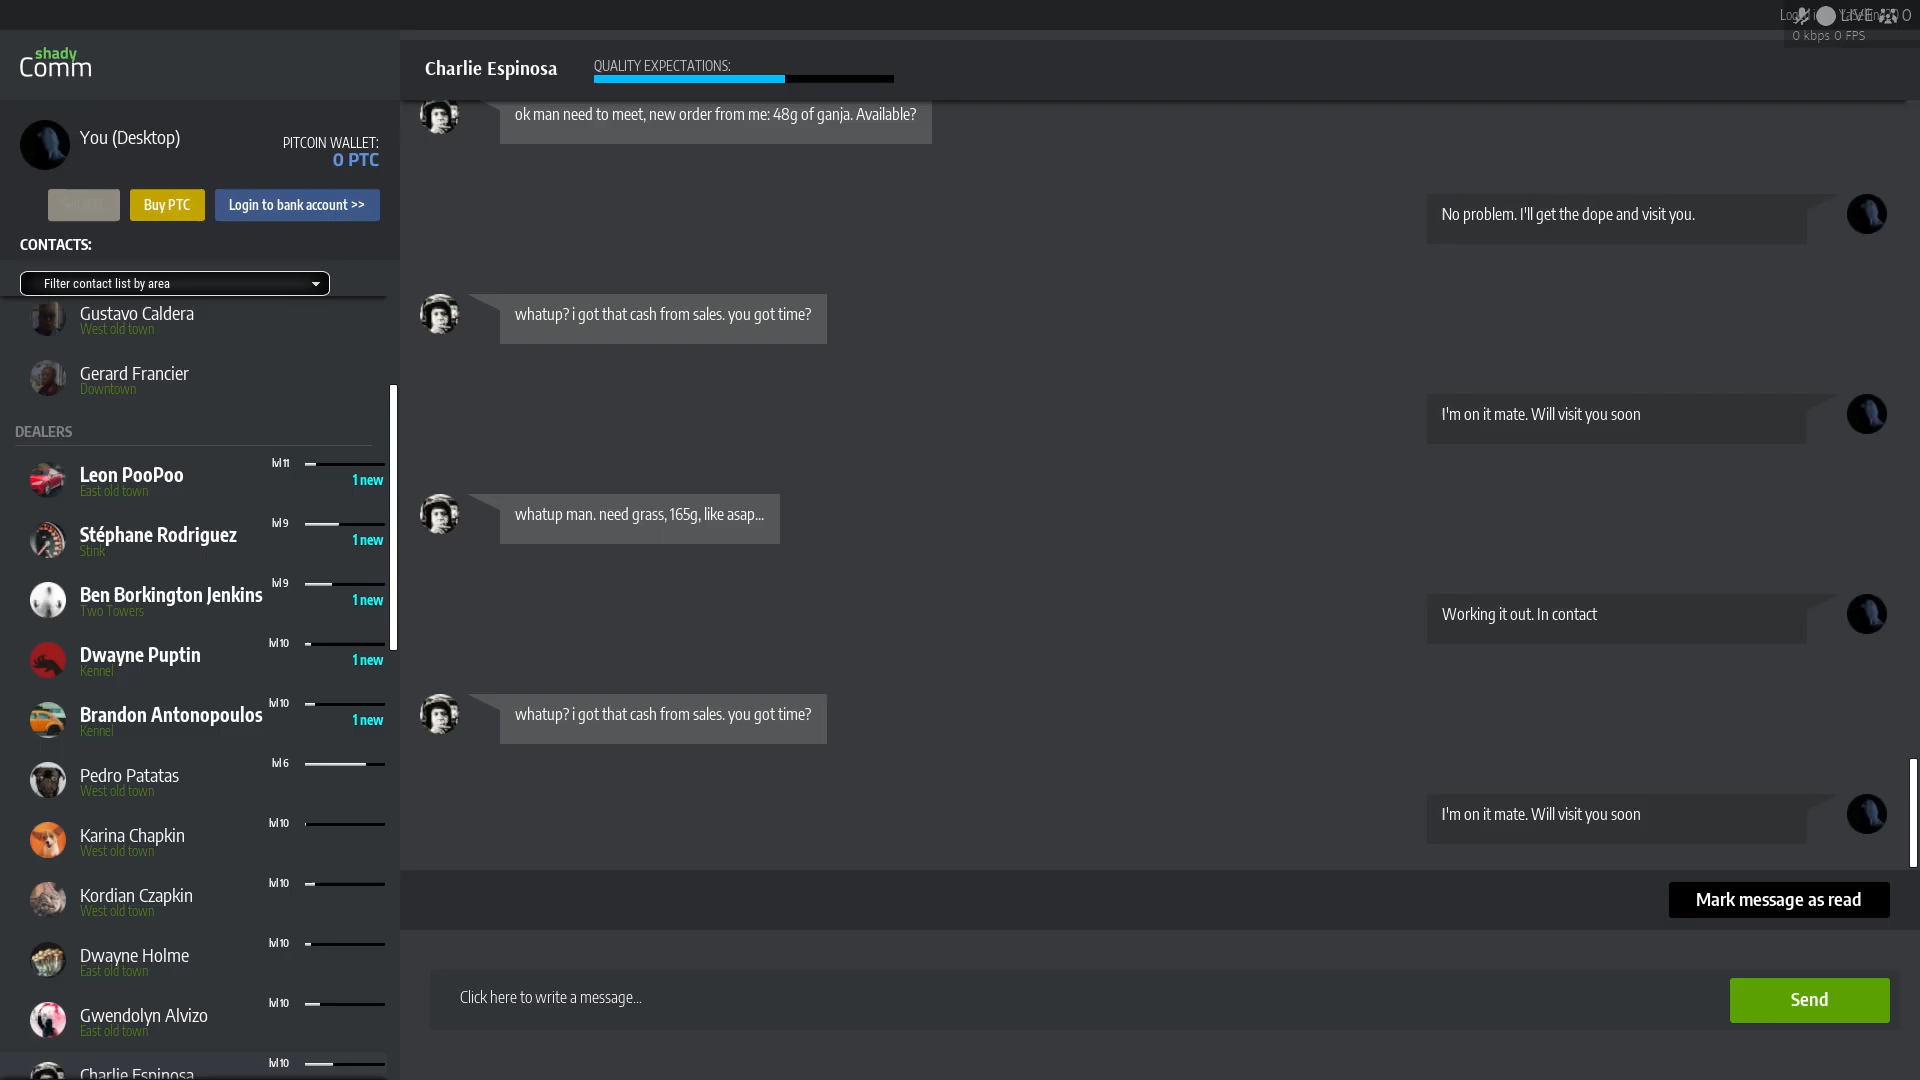 LIVE 0
0 kbps 0 FPS
shady
Comm
Charlie Espinosa
QUALITY EXPECTATIONS:
You (Desktop)
PITCOIN WALLET:
0 PTC
Buy PTC
Login to bank account >>
CONTACTS:
Filter contact list by area
Gustavo Caldera
West old town
Gerard Francier
Downtown
DEALERS
Leon PooPoo
East old town
lvl 11
1 new
Stéphane Rodriguez
Stink
lvl 9
1 new
Ben Borkington Jenkins
Two Towers
lvl 9
1 new
Dwayne Puptin
Kennel
lvl 10
1 new
Brandon Antonopoulos
Kennel
lvl 10
1 new
Pedro Patatas
West old town
lvl 6
Karina Chapkin
West old town
lvl 10
Kordian Czapkin
West old town
lvl 10
Dwayne Holme
East old town
lvl 10
Gwendolyn Alvizo
East old town
lvl 10
Charlie Espinosa
lvl 10
ok man need to meet, new order from me: 48g of ganja. Available?
No problem. I'll get the dope and visit you.
whatup? i got that cash from sales. you got time?
I'm on it mate. Will visit you soon
whatup man. need grass, 165g, like asap...
Working it out. In contact
whatup? i got that cash from sales. you got time?
I'm on it mate. Will visit you soon
Mark message as read
Click here to write a message...
Send